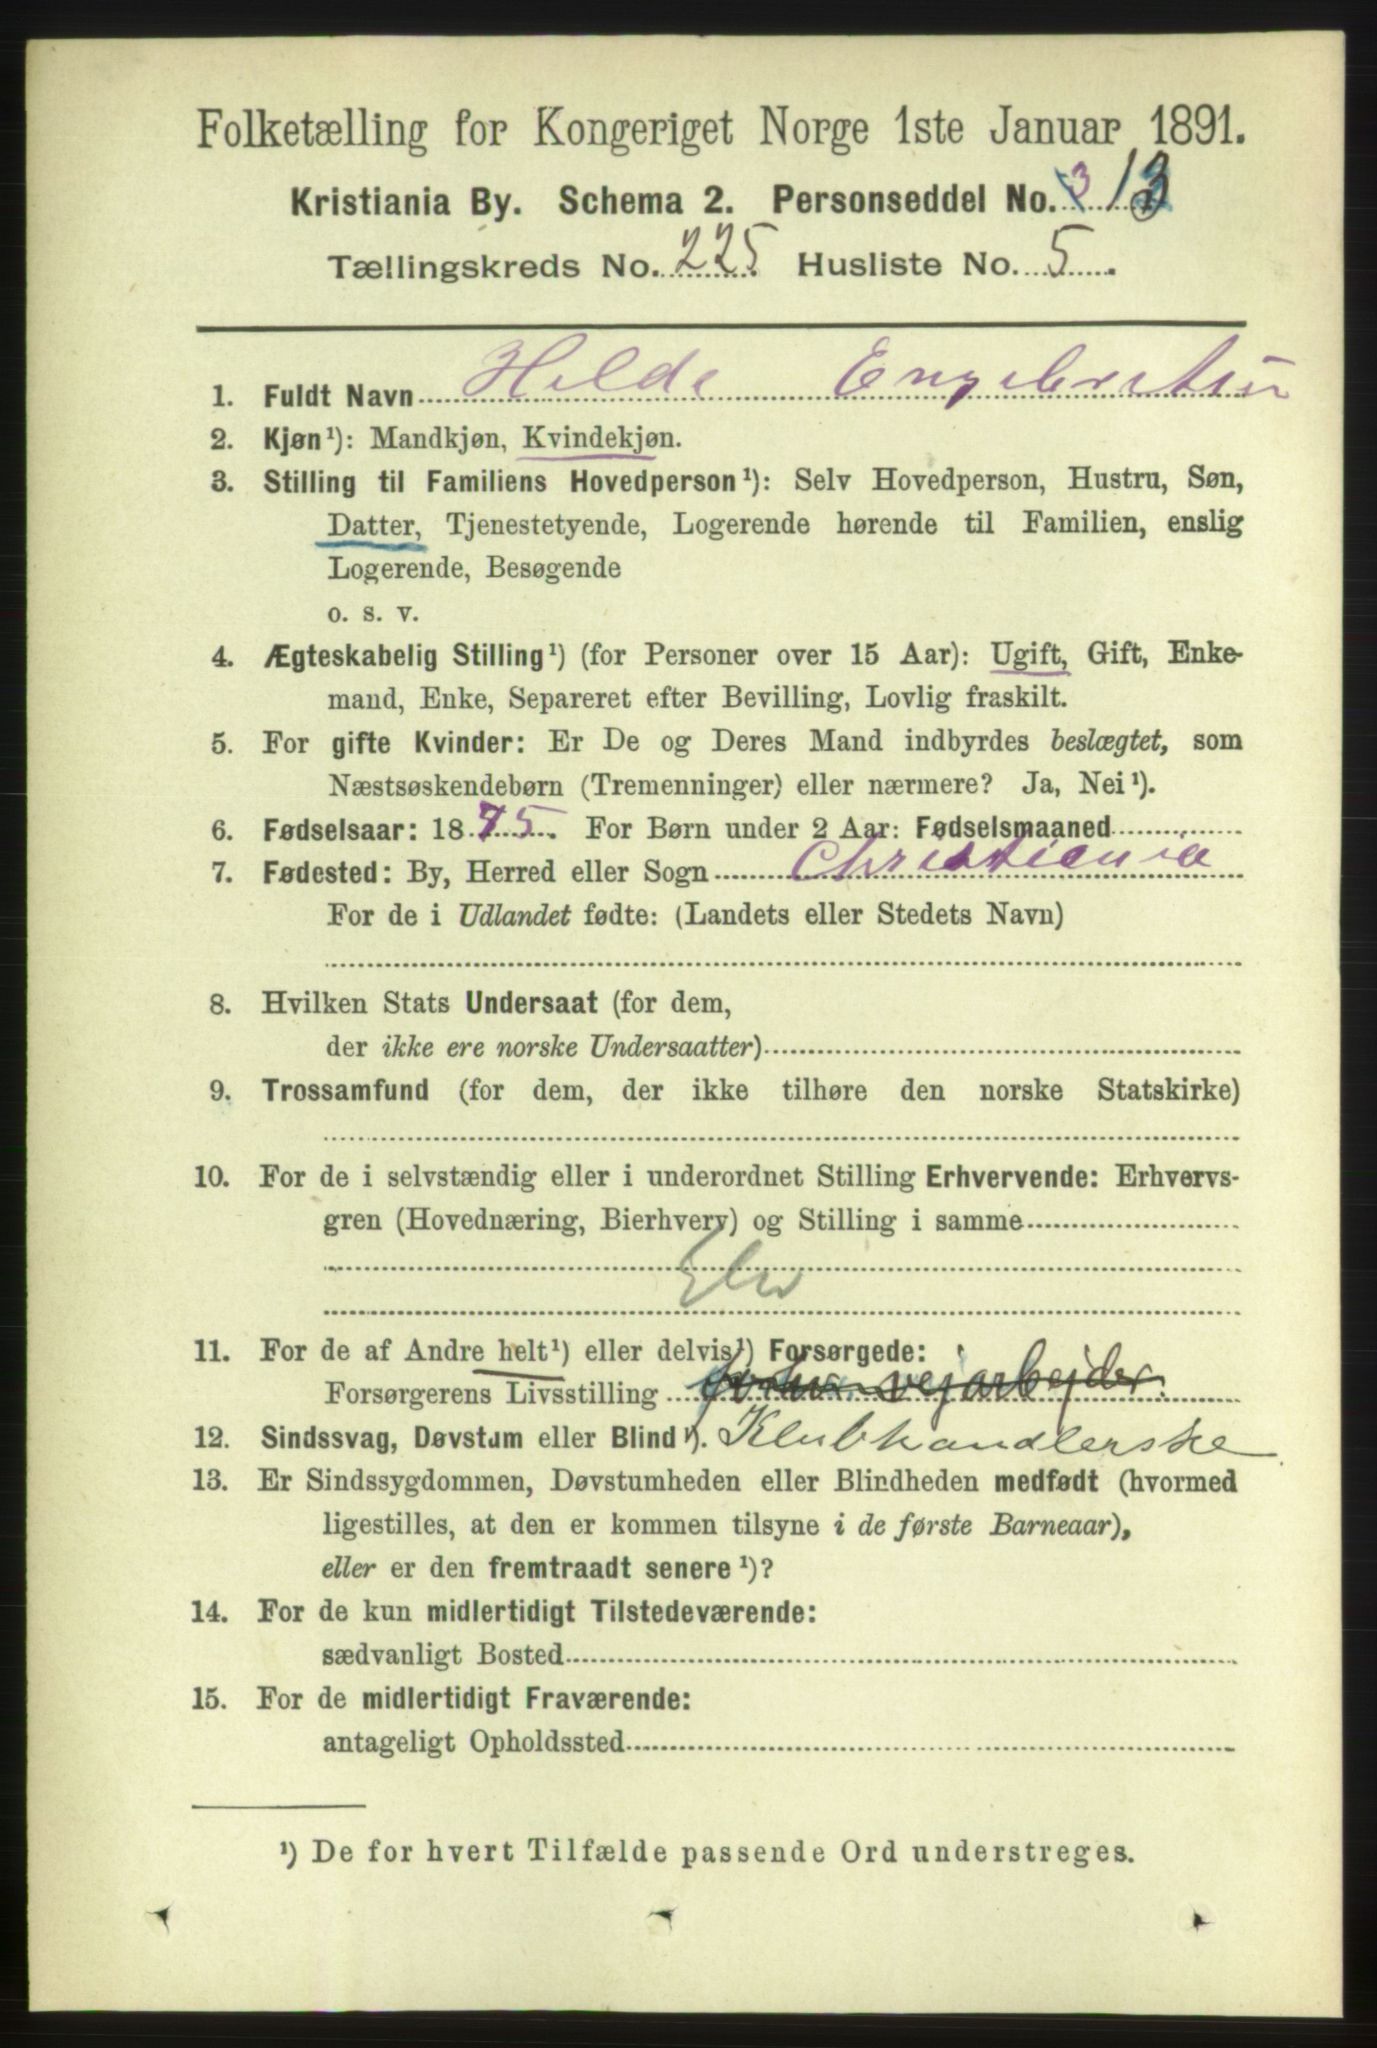 Folketælling for Kongeriget Norge 1ste Januar 1891.
Kristiania By. Schema 2. Personseddel No. 3 13
Tællingskreds No. 225 Husliste No. 5.
1. Fuldt Navn Helda Engebretsen
2. Kjøn¹): Mandkjøn, Kvindekjøn.
3. Stilling til Familiens Hovedperson¹): Selv Hovedperson, Hustru, Søn,
Datter, Tjenestetyende, Logerende hørende til Familien, enslig
Logerende, Besøgende
o. s. v.
4. Ægteskabelig Stilling¹) (for Personer over 15 Aar): Ugift, Gift, Enke-
mand, Enke, Separeret efter Bevilling, Lovlig fraskilt.
5. For gifte Kvinder: Er De og Deres Mand indbyrdes beslægtet, som
Næstsøskendebørn (Tremenninger) eller nærmere? Ja, Nei¹).
6. Fødselsaar: 1875. For Børn under 2 Aar: Fødselsmaaned
7. Fødested: By, Herred eller Sogn Christiania
For de i Udlandet fødte: (Landets eller Stedets Navn)
8. Hvilken Stats Undersaat (for dem,
der ikke ere norske Undersaatter)
9. Trossamfund (for dem, der ikke tilhøre den norske Statskirke)
10. For de i selvstændig eller i underordnet Stilling Erhvervende: Erhvervs-
gren (Hovednæring, Bierhverv) og Stilling i samme
11. For de af Andre helt¹) eller delvis¹) Forsørgede:
Forsørgerens Livsstilling vejarbejder.
12. Sindssvag, Døvstum eller Blind¹). Klubhandlerske
13. Er Sindssygdommen, Døvstumheden eller Blindheden medfødt (hvormed
ligestilles, at den er kommen tilsyne i de første Barneaar),
eller er den fremtraadt senere¹)?
14. For de kun midlertidigt Tilstedeværende:
sædvanligt Bosted
15. For de midlertidigt Fraværende:
antageligt Opholdssted
¹) De for hvert Tilfælde passende Ord understreges.